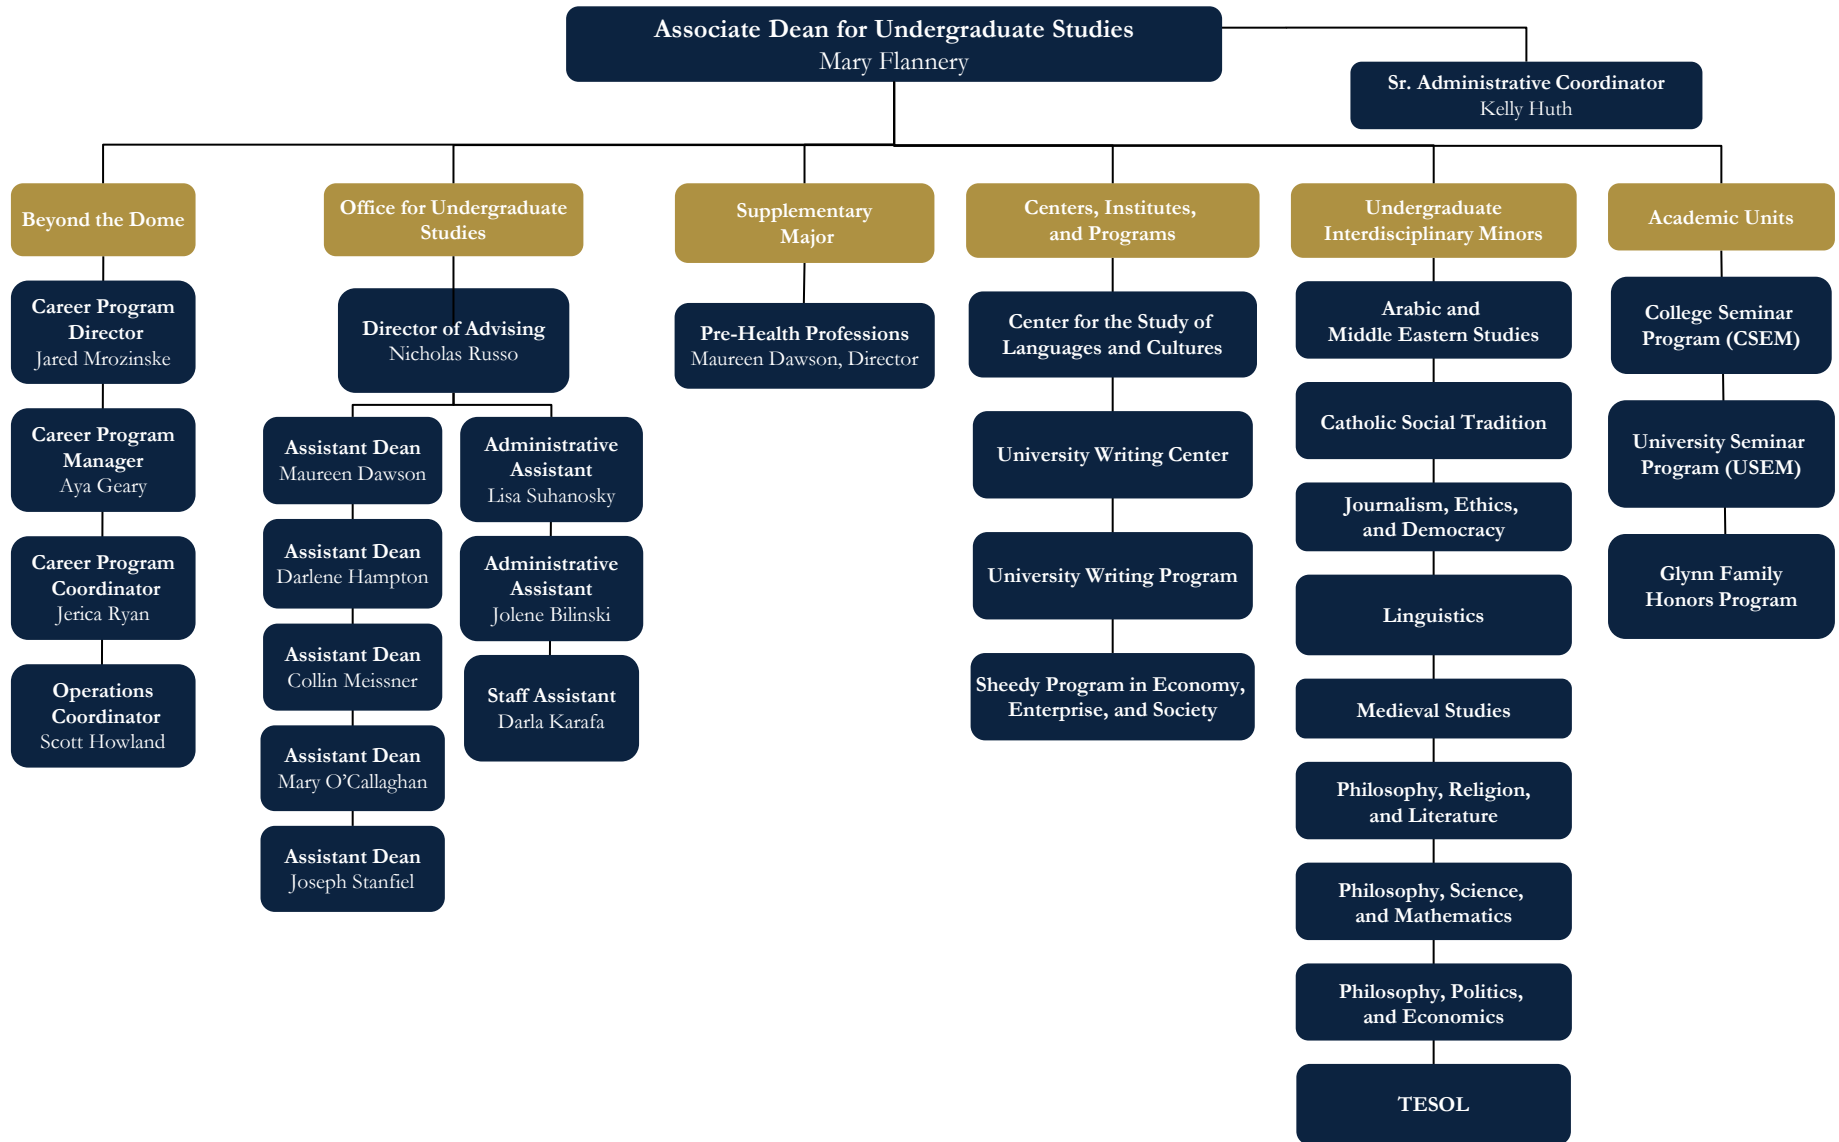 Associate Dean for Undergraduate Studies
Mary Flannery
Sr. Administrative Coordinator
Kelly Huth
Beyond the Dome
Career Program
Director
Jared Mrozinske
Career Program
Manager
Aya Geary
Career Program
Coordinator
Jerica Ryan
Operations
Coordinator
Scott Howland
Office for Undergraduate
Studies
Director of Advising
Nicholas Russo
Assistant Dean
Maureen Dawson
Assistant Dean
Darlene Hampton
Assistant Dean
Collin Meissner
Assistant Dean
Mary O’Callaghan
Assistant Dean
Joseph Stanfiel
Administrative
Assistant
Lisa Suhanosky
Administrative
Assistant
Jolene Bilinski
Staff Assistant
Darla Karafa
Supplementary
Major
Pre-Health Professions
Maureen Dawson, Director
Centers, Institutes,
and Programs
Center for the Study of
Languages and Cultures
University Writing Center
University Writing Program
Sheedy Program in Economy,
Enterprise, and Society
Undergraduate
Interdisciplinary Minors
Arabic and
Middle Eastern Studies
Catholic Social Tradition
Journalism, Ethics,
and Democracy
Linguistics
Medieval Studies
Philosophy, Religion,
and Literature
Philosophy, Science,
and Mathematics
Philosophy, Politics,
and Economics
TESOL
Academic Units
College Seminar
Program (CSEM)
University Seminar
Program (USEM)
Glynn Family
Honors Program